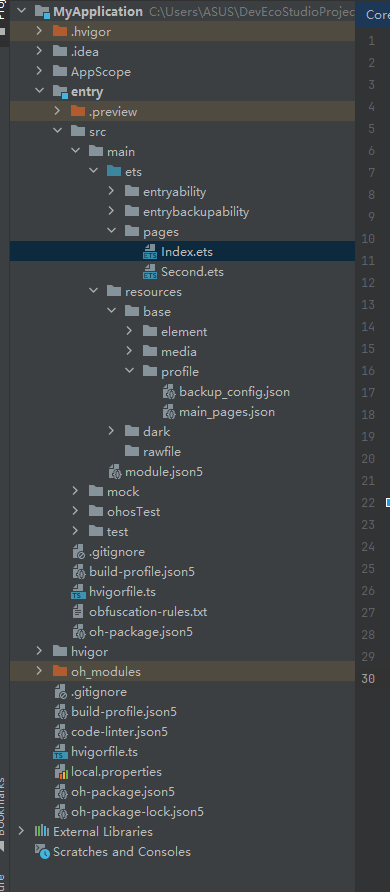 MyApplication C:\Users\ASUS\DevEcoStudioProjec
Core
.hvigor
.idea
AppScope
entry
.preview
src
main
ets
entryability
entrybackupability
pages
Index.ets
Second.ets
resources
base
element
media
profile
backup_config.json
main_pages.json
dark
rawfile
module.json5
mock
ohosTest
test
.gitignore
build-profile.json5
hvigorfile.ts
obfuscation-rules.txt
oh-package.json5
hvigor
oh_modules
.gitignore
build-profile.json5
code-linter.json5
hvigorfile.ts
local.properties
oh-package.json5
oh-package-lock.json5
External Libraries
Scratches and Consoles
1
2
3
4
5
6
7
8
9
10
11
12
13
14
15
16
17
18
19
20
21
22
23
24
25
26
27
28
29
30